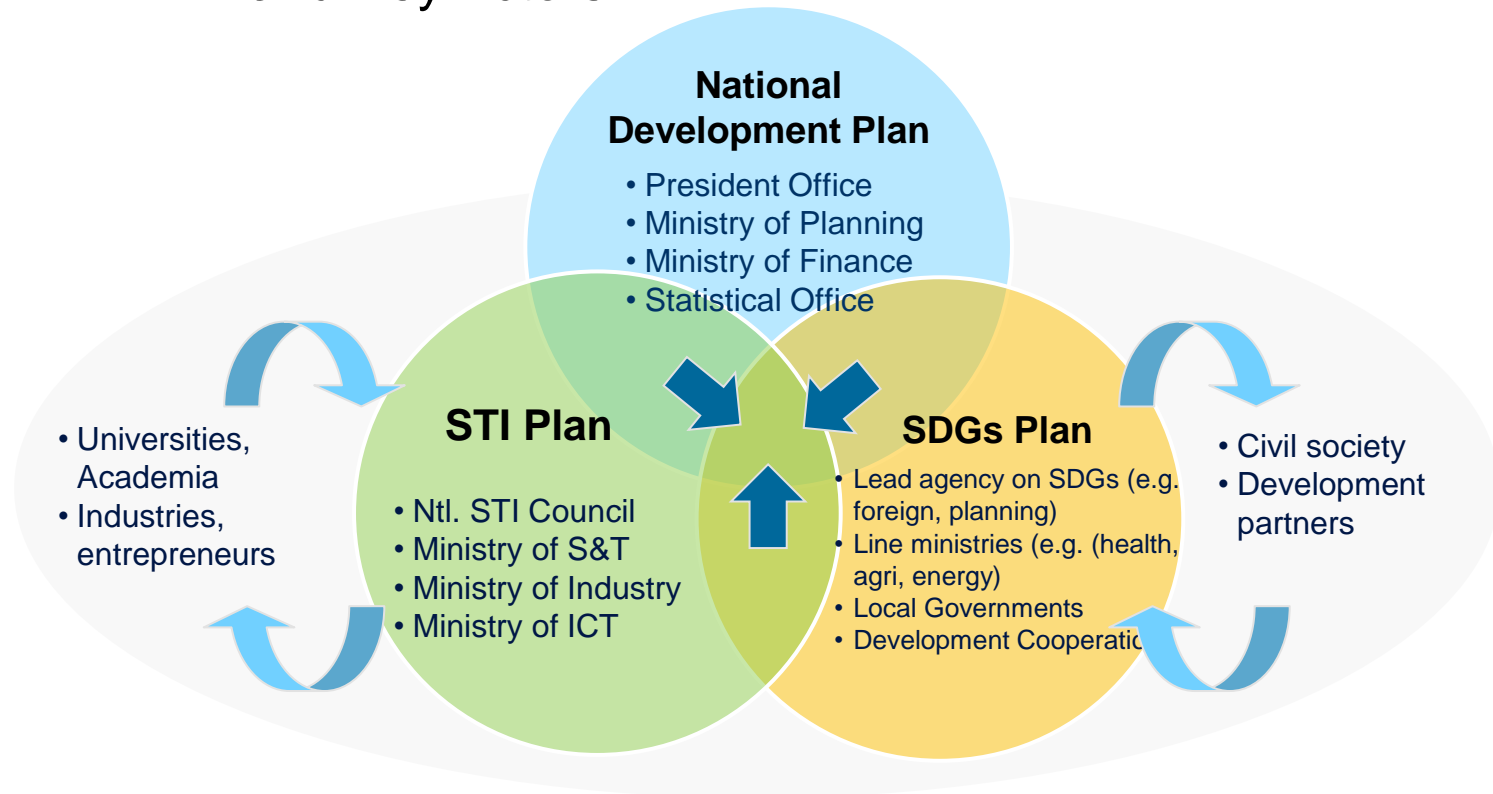 National
Development Plan
• President Office
• Ministry of Planning
• Ministry of Finance
• Statistical Office
STI Plan
• Ntl. STI Council
• Ministry of S&T
• Ministry of Industry
• Ministry of ICT
SDGs Plan
• Lead agency on SDGs (e.g.
foreign, planning)
• Line ministries (e.g. (health,
agri, energy)
• Local Governments
• Development
• Universities,
Academia
• Industries,
entrepreneurs
• Civil society
• Development
partners